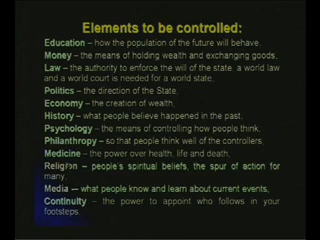 Elements to be controlled:
Education – how the population of the future will behave.
Money – the means of holding wealth and exchanging goods.
Law – the authority to enforce the will of the state. a world law
and a world court is needed for a world state.
Politics – the direction of the State.
Economy – the creation of wealth.
History – what people believe happened in the past.
Psychology – the means of controlling how people think.
Philanthropy – so that people think well of the controllers.
Medicine – the power over health, life and death.
Religion – people's spiritual beliefs, the spur of action for
many.
Media — what people know and learn about current events,
Continuity – the power to appoint who follows in your
footsteps.